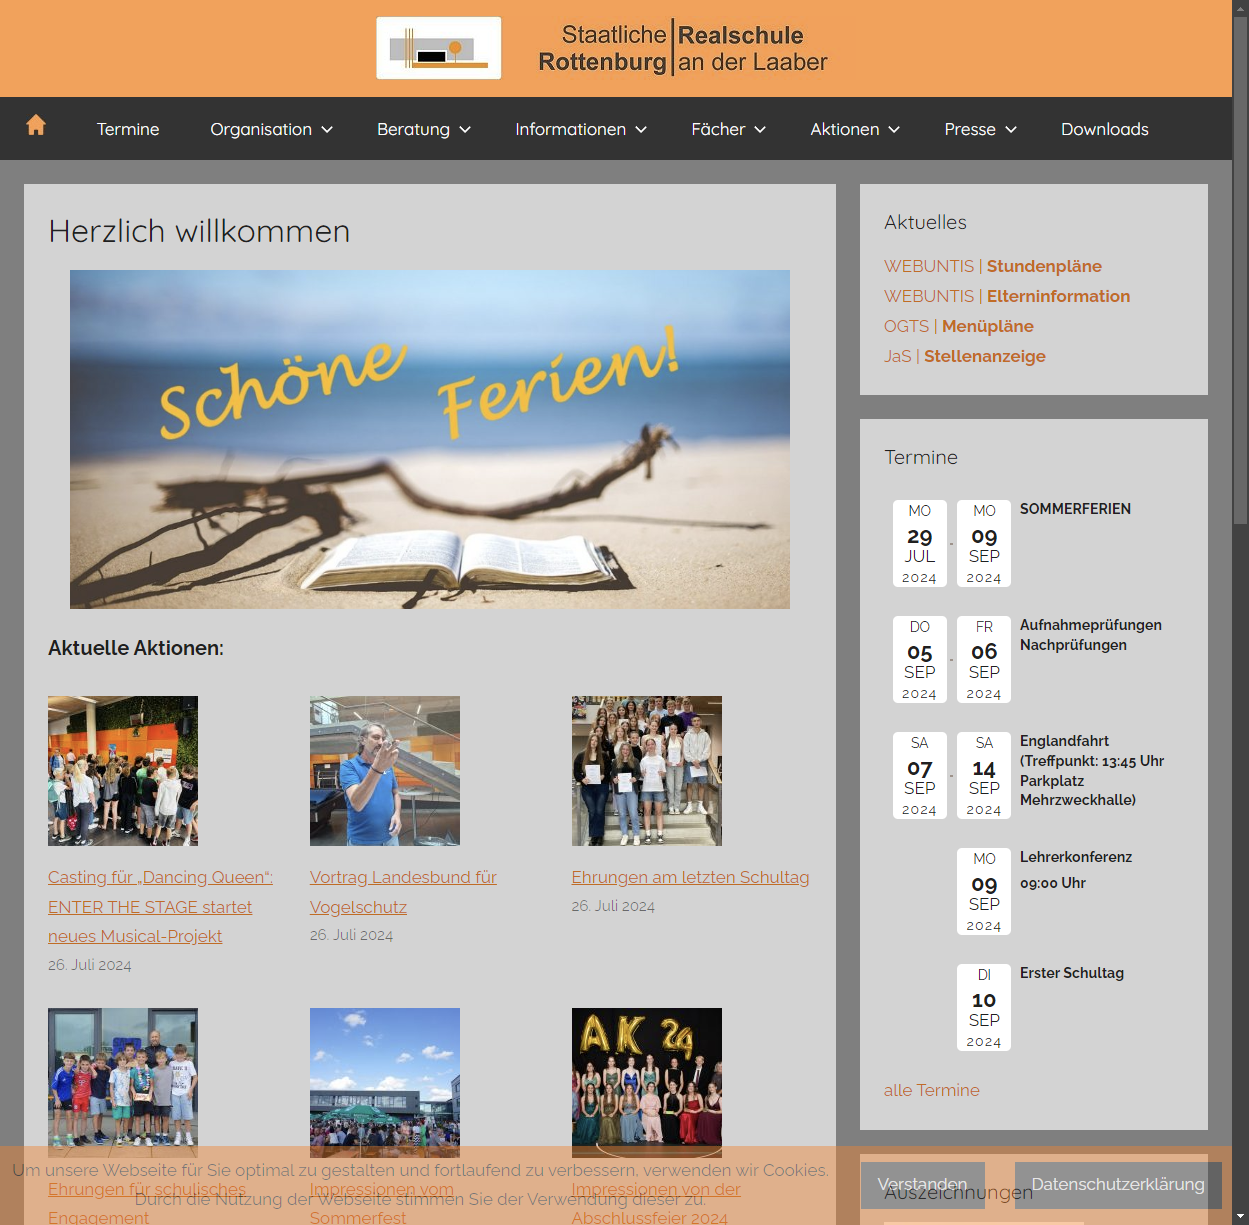 Staatliche Realschule
Rottenburg an der Laaber
Termine
Organisation
Beratung
Informationen
Fächer
Aktionen
Presse
Downloads
Herzlich willkommen
Schöne Ferien!
Aktuelle Aktionen:
Casting für „Dancing Queen“:
ENTER THE STAGE startet
neues Musical-Projekt
26. Juli 2024
Vortrag Landesbund für
Vogelschutz
26. Juli 2024
Ehrungen am letzten Schultag
26. Juli 2024
AK 24
Ehrungen für schulisches
Engagement
Impressionen vom
Sommerfest
Impressionen von der
Abschlussfeier 2024
Aktuelles
WEBUNTIS | Stundenpläne
WEBUNTIS | Elterninformation
OGTS | Menüpläne
JaS | Stellenanzeige
Termine
MO
29
JUL
2024
-
MO
09
SEP
2024
SOMMERFERIEN
DO
05
SEP
2024
-
FR
06
SEP
2024
Aufnahmeprüfungen
Nachprüfungen
SA
07
SEP
2024
-
SA
14
SEP
2024
Englandfahrt
(Treffpunkt: 13:45 Uhr
Parkplatz
Mehrzweckhalle)
MO
09
SEP
2024
Lehrerkonferenz
09:00 Uhr
DI
10
SEP
2024
Erster Schultag
alle Termine
Auszeichnungen
Um unsere Webseite für Sie optimal zu gestalten und fortlaufend zu verbessern, verwenden wir Cookies.
Durch die Nutzung der Webseite stimmen Sie der Verwendung dieser zu.
Verstanden
Datenschutzerklärung